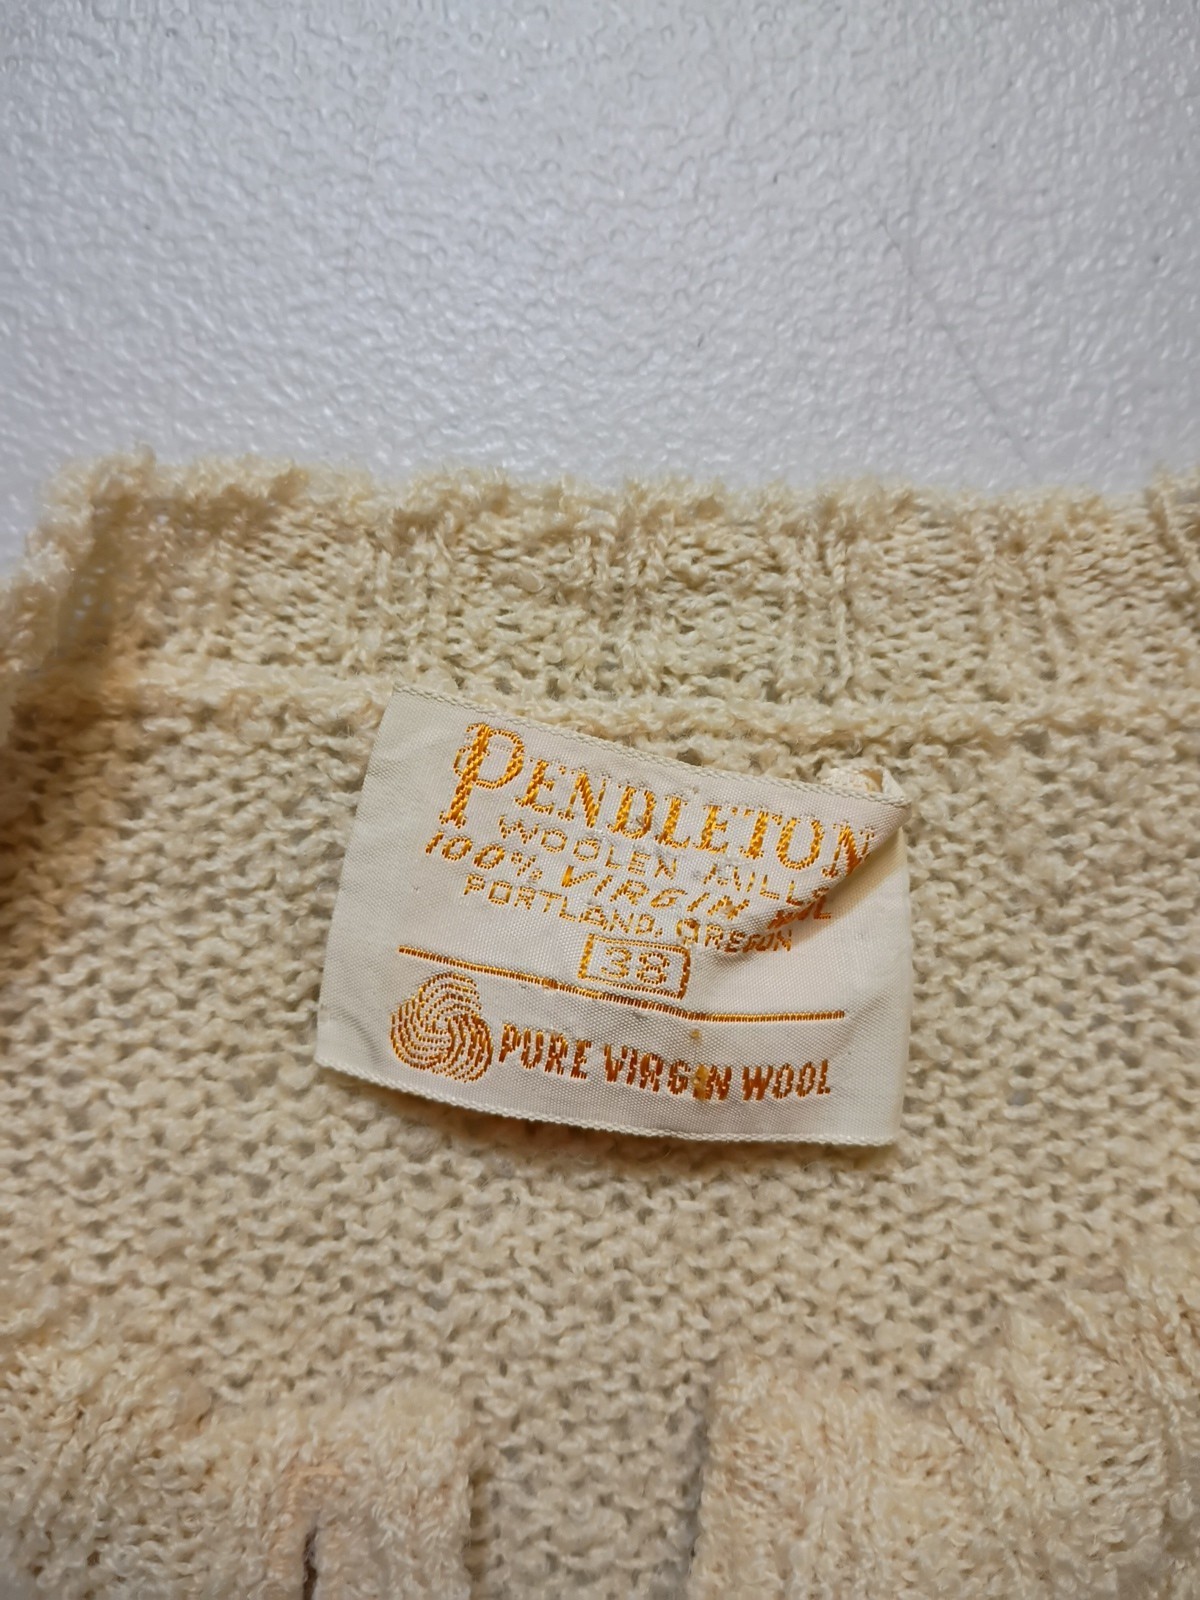 PENDLETON
WOOLEN MILLS
100% VIRGIN WOOL
PORTLAND, OREGON
38
PURE VIRGIN WOOL